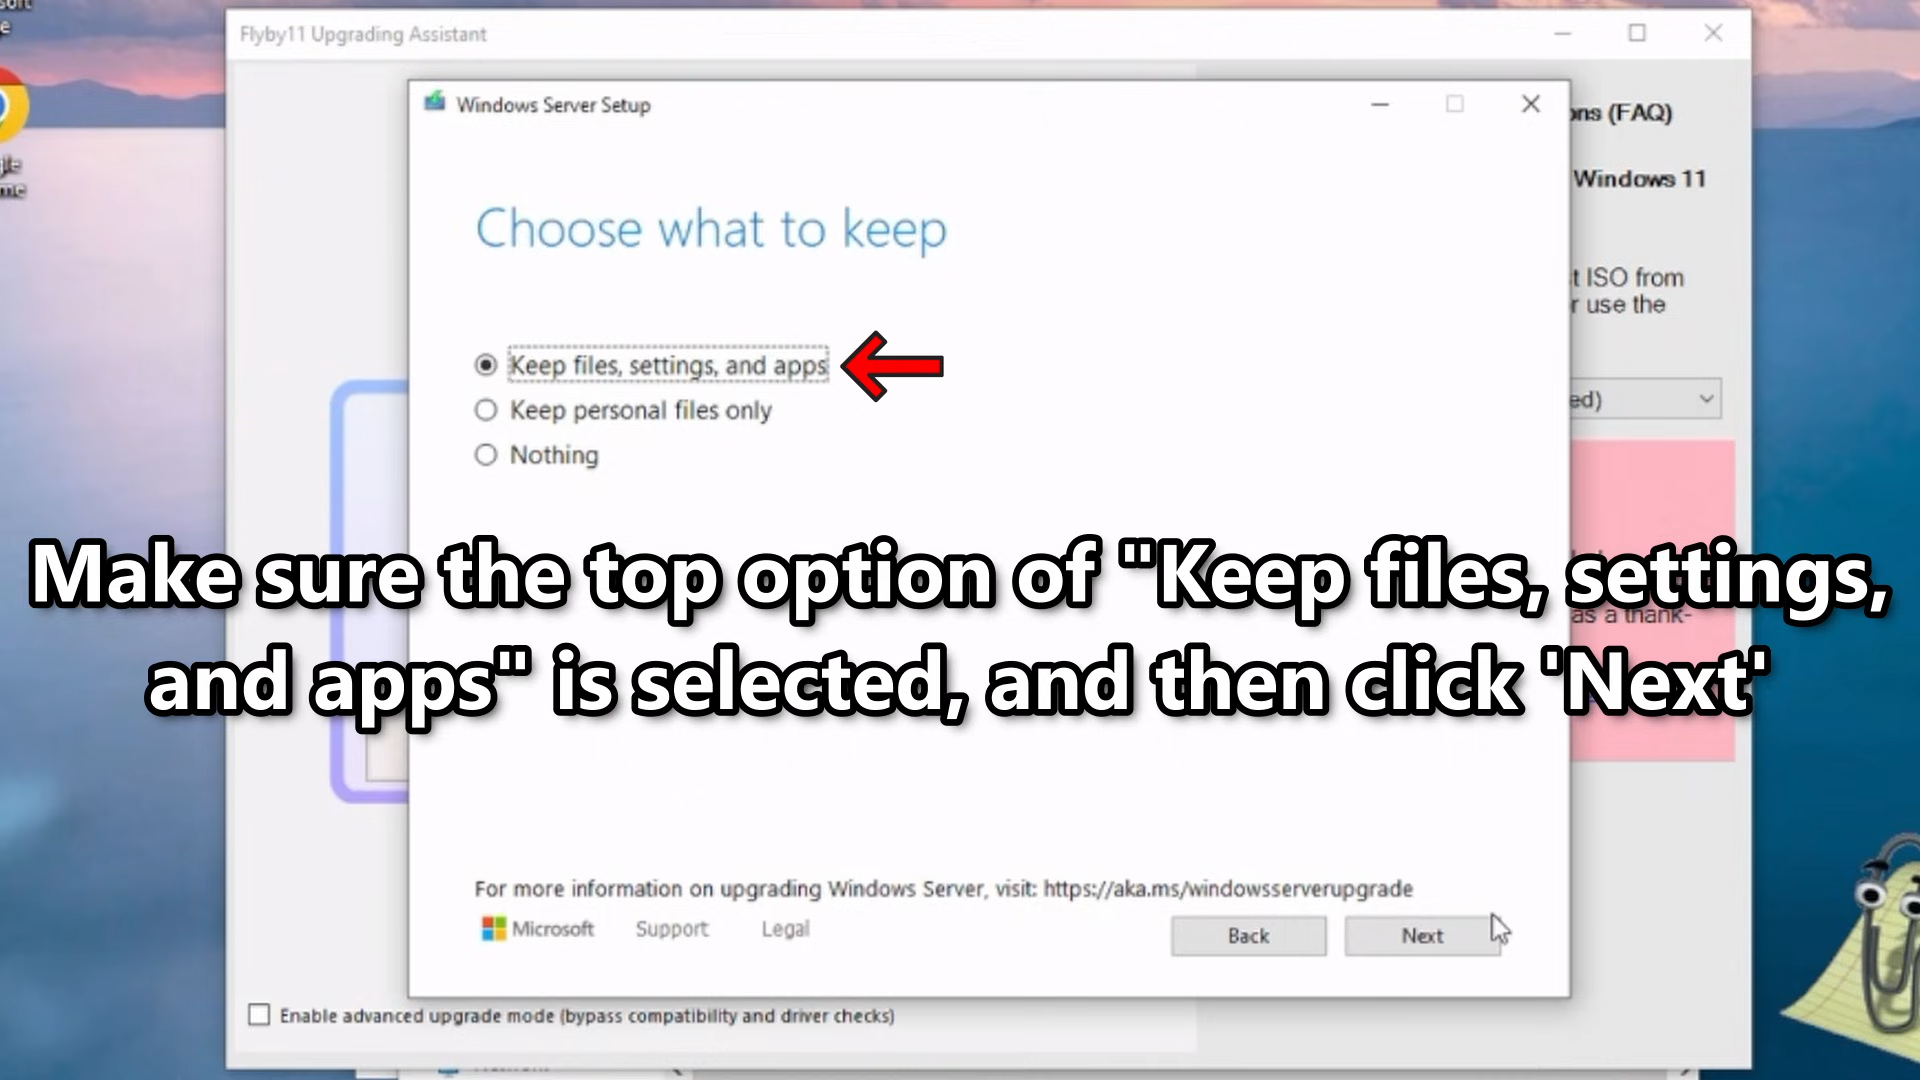 Flyby11 Upgrading Assistant
Windows Server Setup
(FAQ)
Windows 11
Choose what to keep
ISO from
use the
Keep files, settings, and apps
Keep personal files only
Nothing
Make sure the top option of "Keep files, settings,
and apps" is selected, and then click 'Next'
as a thank-
For more information on upgrading Windows Server, visit: https://aka.ms/windowsserverupgrade
Microsoft Support Legal
Back Next
Enable advanced upgrade mode (bypass compatibility and driver checks)